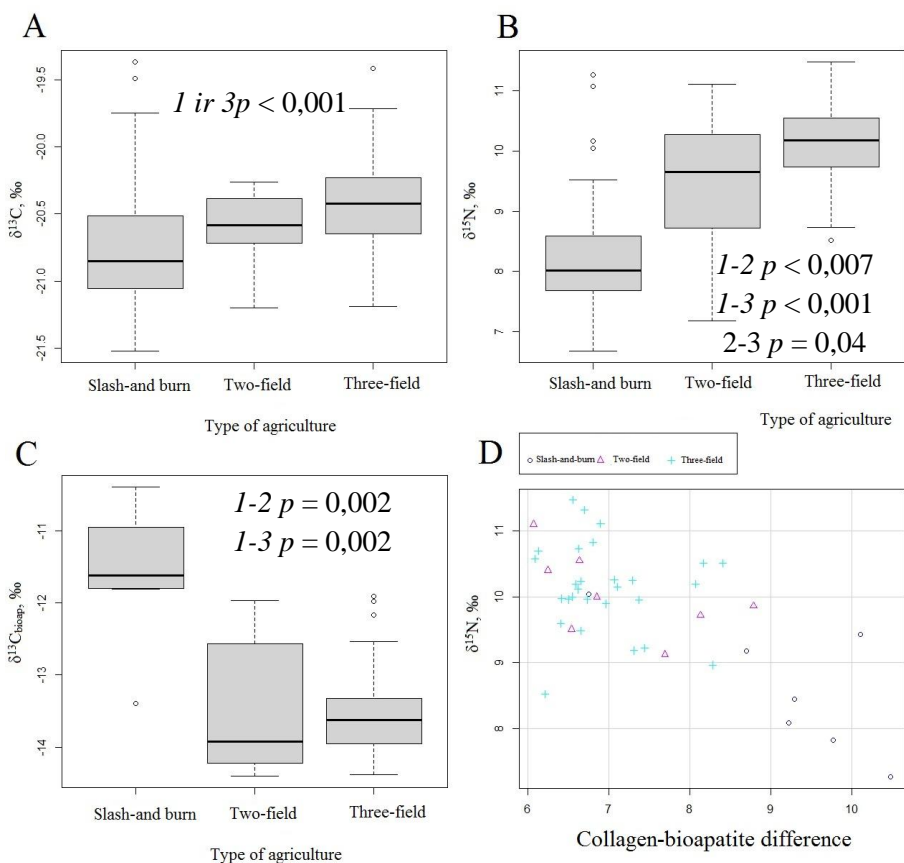 A
δ13C, ‰
-19.5
-20.0
-20.5
-21.0
-21.5
1 ir 3p < 0,001
Slash-and burn Two-field Three-field
Type of agriculture
B
δ15N, ‰
11
10
9
8
7
1-2 p < 0,007
1-3 p < 0,001
2-3 p = 0,04
Slash-and burn Two-field Three-field
Type of agriculture
C
δ13Cbioap, ‰
-11
-12
-13
-14
1-2 p = 0,002
1-3 p = 0,002
Slash-and burn Two-field Three-field
Type of agriculture
D
Slash-and-burn Two-field Three-field
δ15N, ‰
11
10
9
8
6 7 8 9 10
Collagen-bioapatite difference